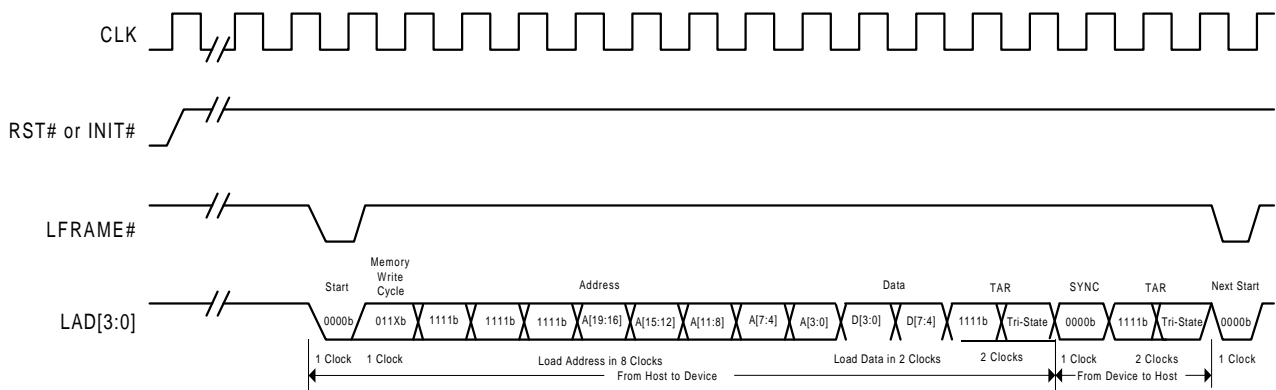 CLK
RST# or INIT#
LFRAME#
Memory
Write
Cycle
Start
Address
Data
TAR
SYNC
TAR
Next Start
LAD[3:0]
0000b
011Xb
1111b
1111b
1111b
A[19:16]
A[15:12]
A[11:8]
A[7:4]
A[3:0]
D[3:0]
D[7:4]
1111b
Tri-State
0000b
1111b
Tri-State
0000b
1 Clock
1 Clock
Load Address in 8 Clocks
Load Data in 2 Clocks
2 Clocks
1 Clock
2 Clocks
1 Clock
From Host to Device
From Device to Host